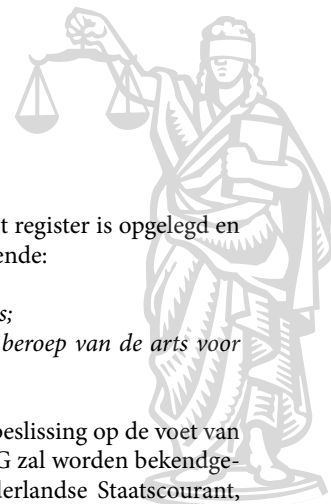 t register is opgelegd en
ende:
s;
beroep van de arts voor
eslissing op de voet van
G zal worden bekendge-
derlandse Staatscourant,